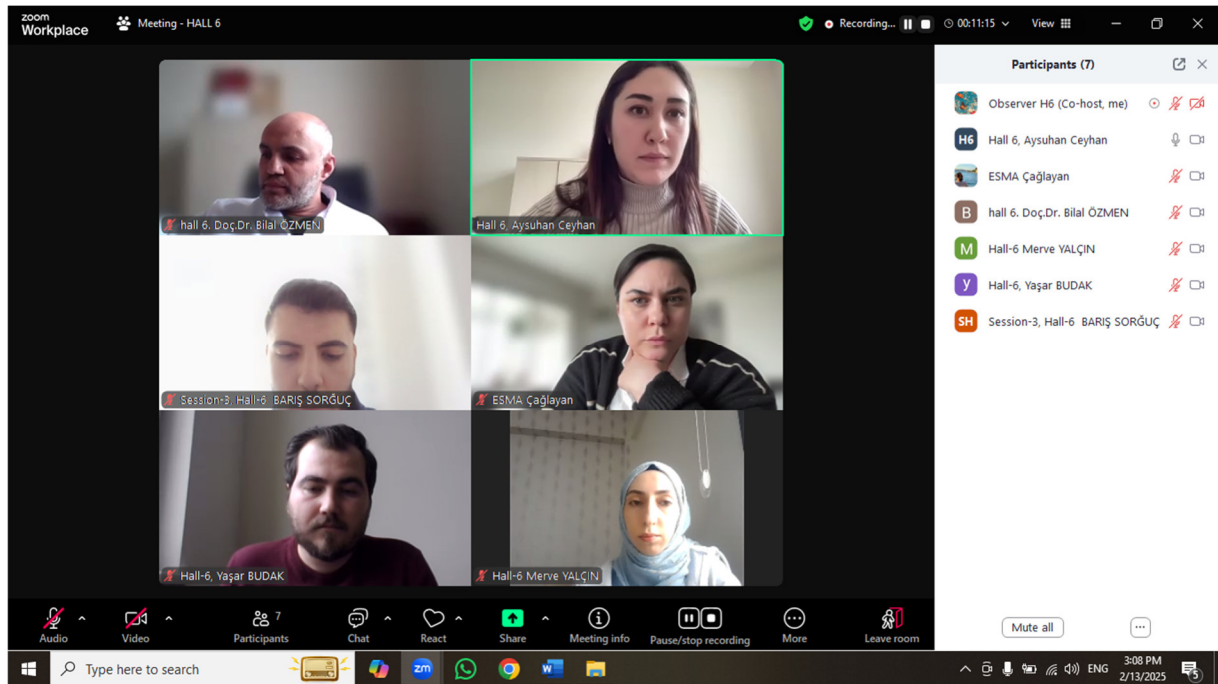 zoom
Workplace
Meeting - HALL 6
Recording...
00:11:15
View
hall 6. Doç.Dr. Bilal ÖZMEN
Hall 6, Aysuhan Ceyhan
Session-3, Hall-6 BARIŞ SORĞUÇ
ESMA Çağlayan
Hall-6, Yaşar BUDAK
Hall-6 Merve YALÇIN
Participants (7)
Observer H6 (Co-host, me)
H6 Hall 6, Aysuhan Ceyhan
ESMA Çağlayan
B hall 6. Doç.Dr. Bilal ÖZMEN
M Hall-6 Merve YALÇIN
y Hall-6, Yaşar BUDAK
SH Session-3, Hall-6 BARIŞ SORĞUÇ
Mute all
7
Audio Video Participants Chat React Share Meeting info Pause/stop recording More Leave room
Type here to search
zm
W
ENG
3:08 PM
2/13/2025
5